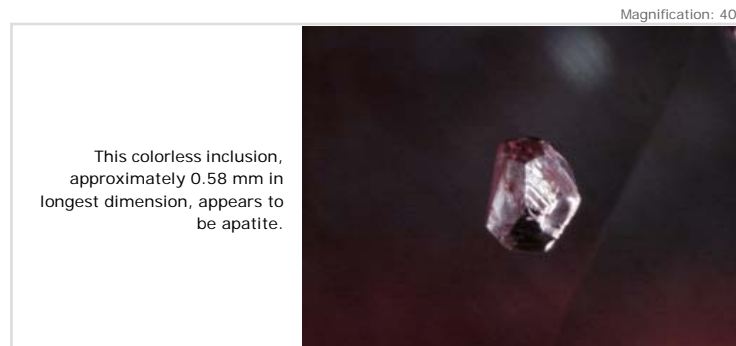 Magnification: 40
This colorless inclusion,
approximately 0.58 mm in
longest dimension, appears to
be apatite.